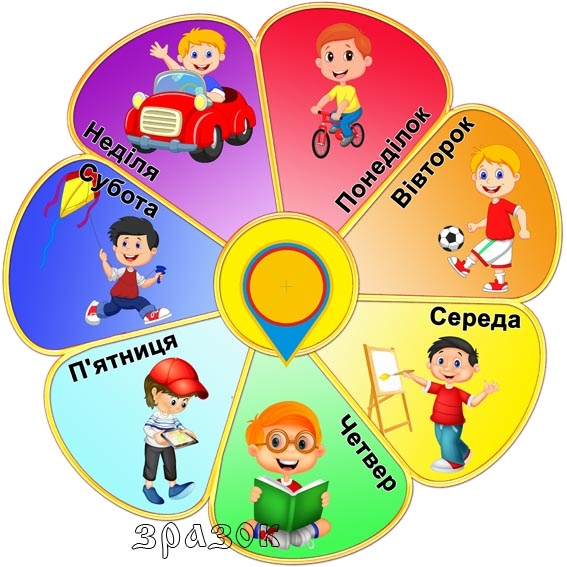 Понеділок
Вівторок
Середа
Четвер
П'ятниця
Субота
Неділя
зразок